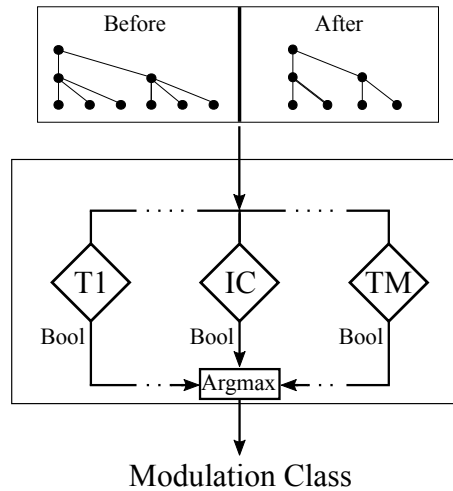 Before After
T1 IC TM
Bool Bool Bool
Argmax
Modulation Class